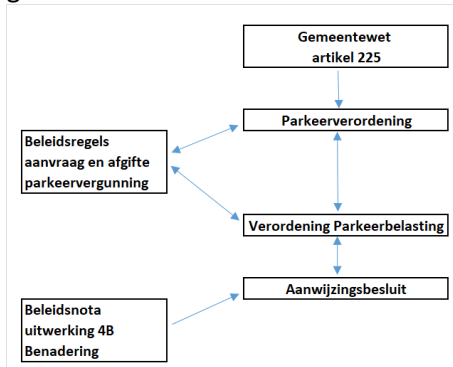 Gemeentewet
artikel 225
Parkeerverordening
Beleidsregels
aanvraag en afgifte
parkeervergunning
Verordening Parkeerbelasting
Aanwijzingsbesluit
Beleidsnota
uitwerking 4B
Benadering